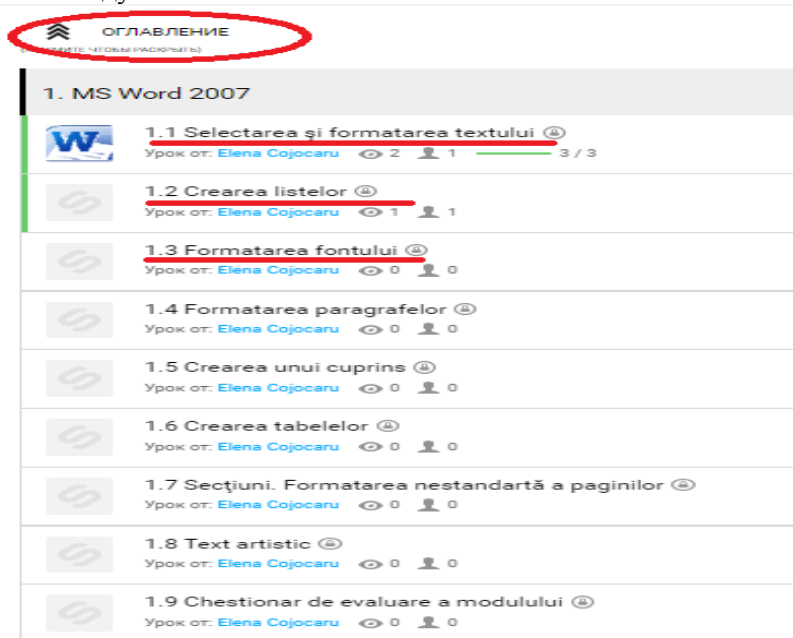 ОГЛАВЛЕНИЕ
ЧТОБЫ РАСКРЫТЬ)
1. MS Word 2007
1.1 Selectarea şi formatarea textului
Урок от: Elena Cojocaru 2 1 3 / 3
1.2 Crearea listelor
Урок от: Elena Cojocaru 1 1
1.3 Formatarea fontului
Урок от: Elena Cojocaru 0 0
1.4 Formatarea paragrafelor
Урок от: Elena Cojocaru 0 0
1.5 Crearea unui cuprins
Урок от: Elena Cojocaru 0 0
1.6 Crearea tabelelor
Урок от: Elena Cojocaru 0 0
1.7 Secţiuni. Formatarea nestandartă a paginilor
Урок от: Elena Cojocaru 0 0
1.8 Text artistic
Урок от: Elena Cojocaru 0 0
1.9 Chestionar de evaluare a modulului
Урок от: Elena Cojocaru 0 0